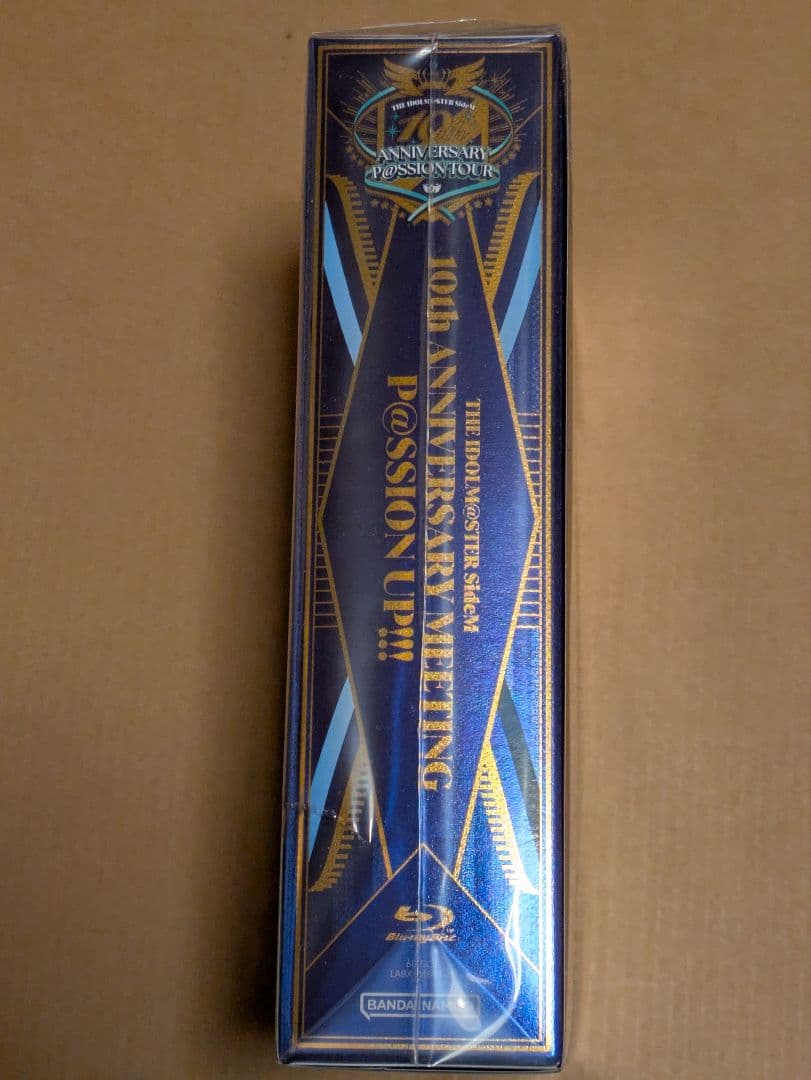 THE IDOLM@STER SideM
10th
ANNIVERSARY
P@SSION TOUR
THE IDOLM@STER SideM
10th ANNIVERSARY MEETING
P@SSION UP!!!
Blu-ray Disc
BANDAI NAMCO